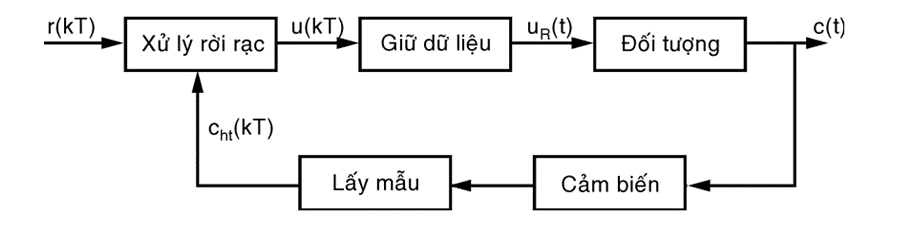 r(kT)
Xử lý rời rạc
u(kT)
Giữ dữ liệu
u_R(t)
Đối tượng
c(t)
c_ht(kT)
Lấy mẫu
Cảm biến